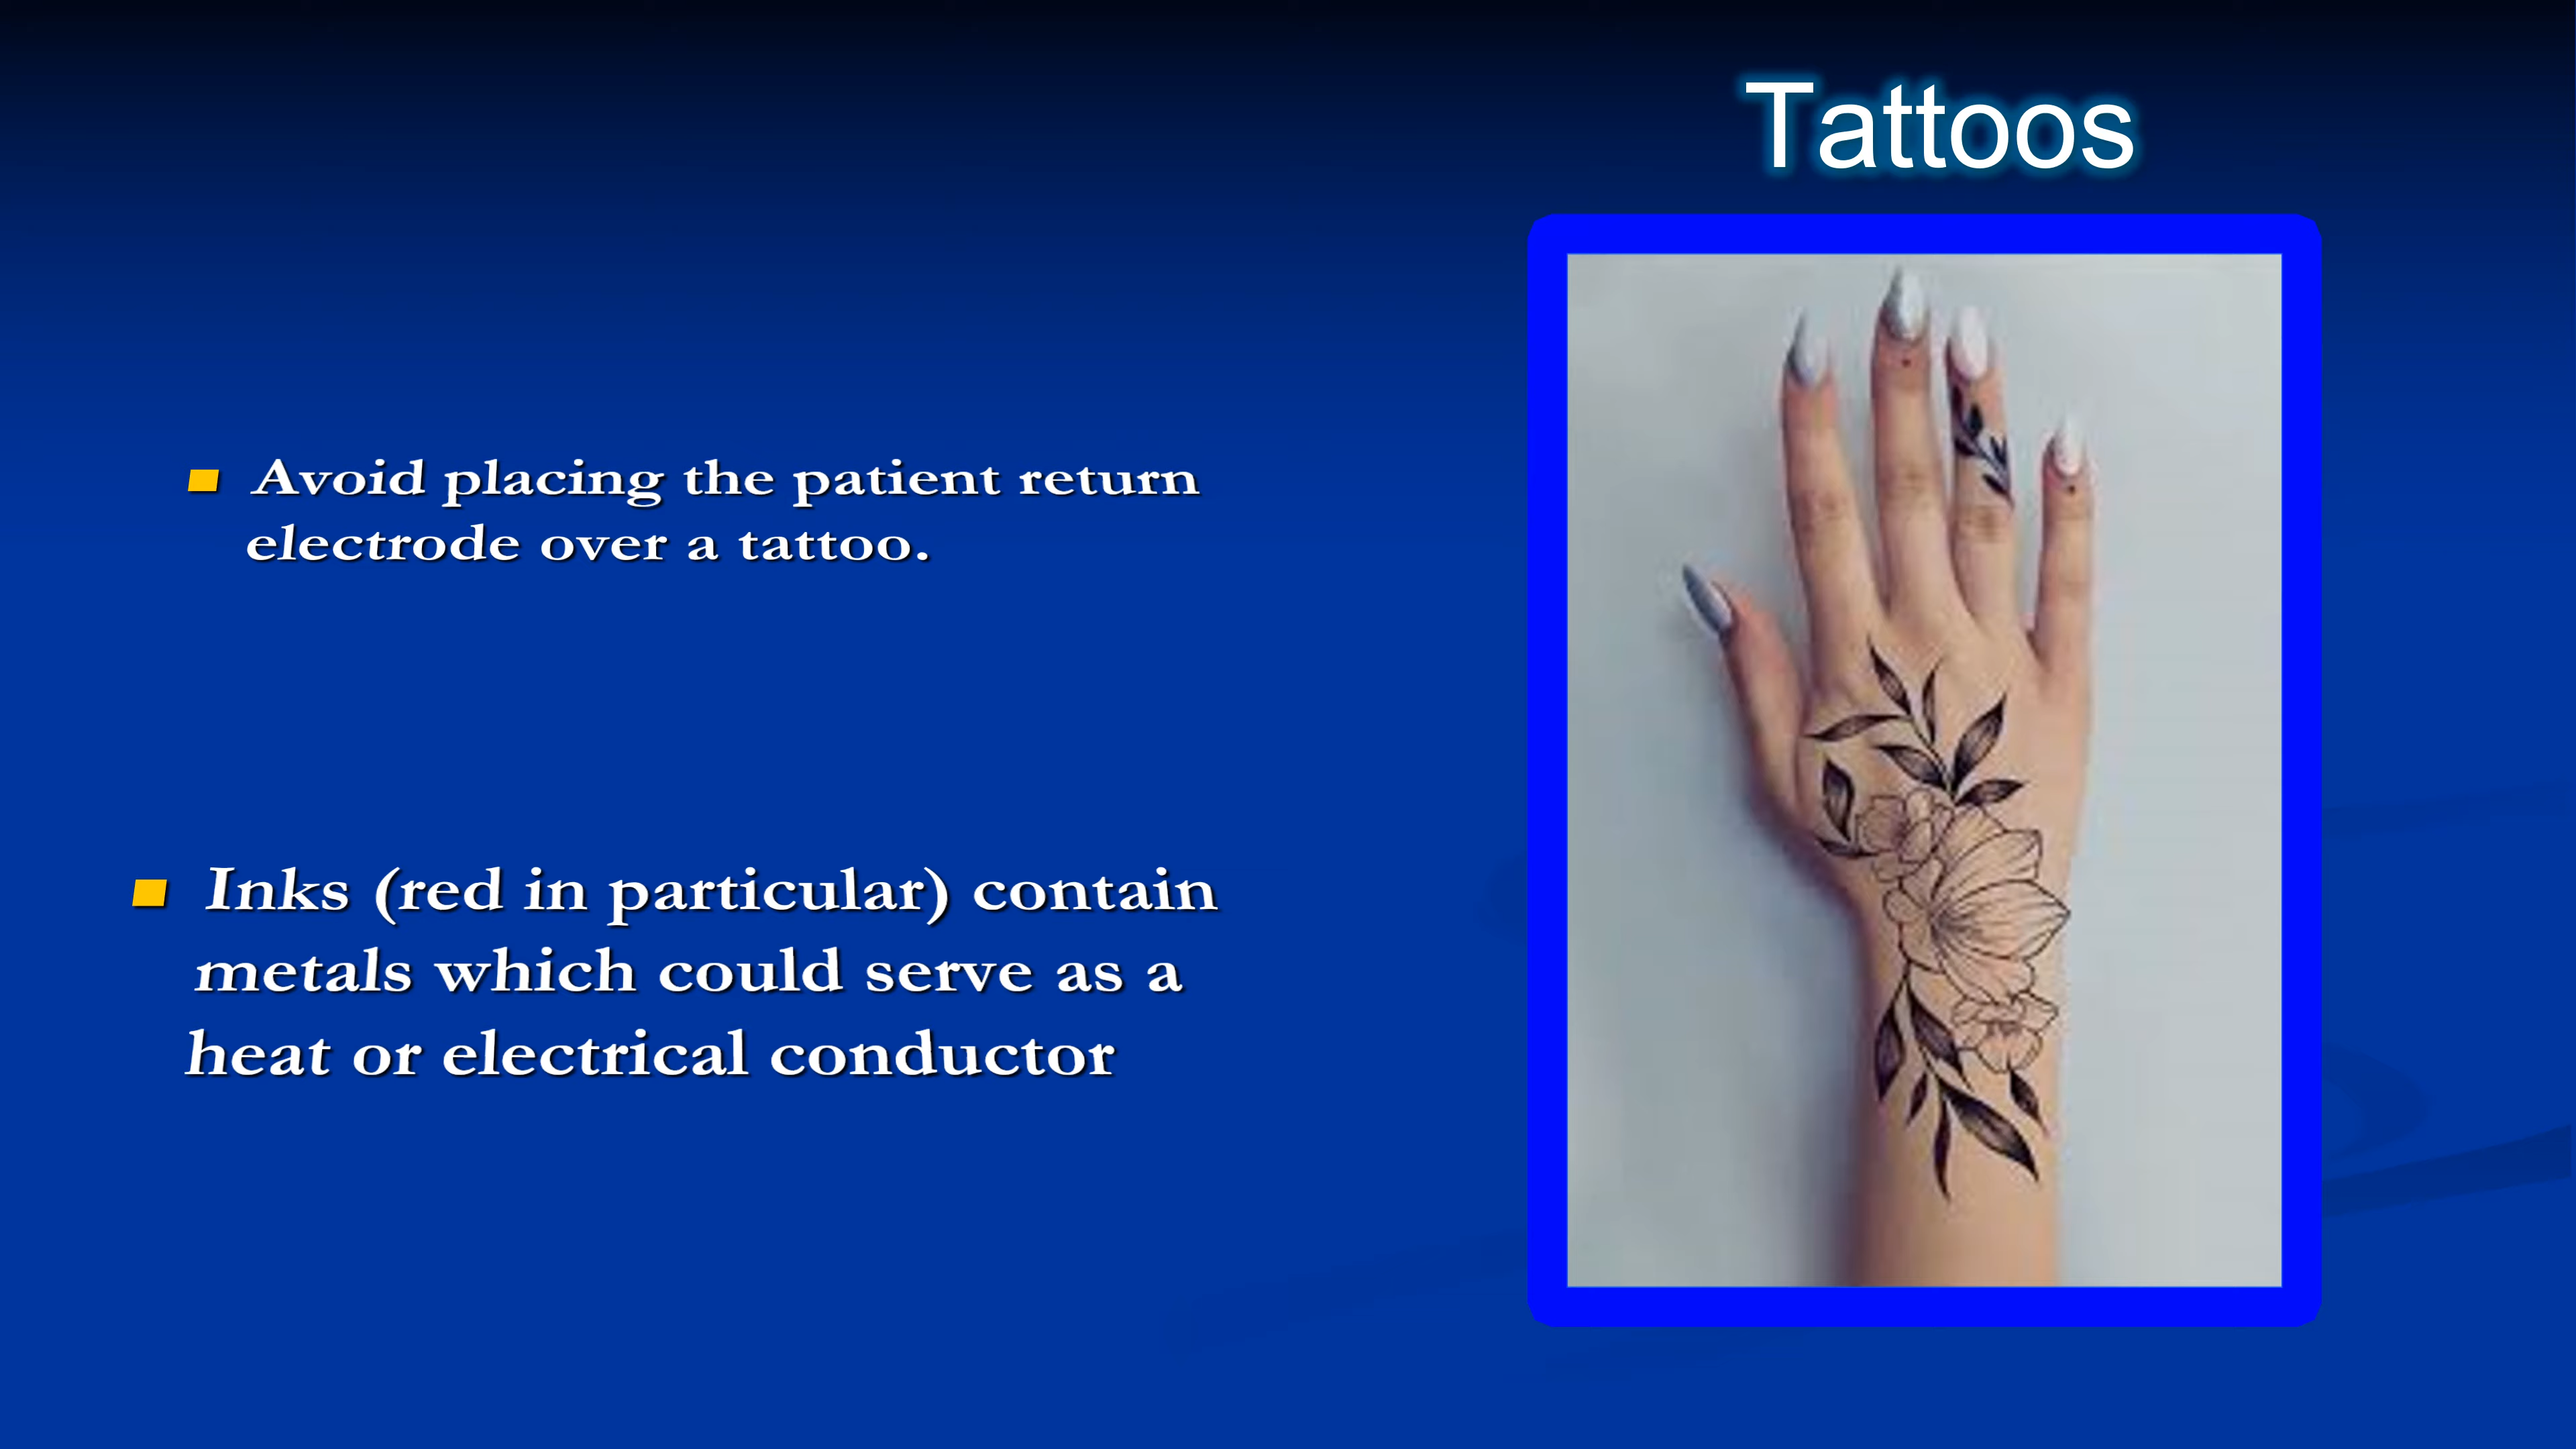 Tattoos
Avoid placing the patient return
electrode over a tattoo.
Inks (red in particular) contain
metals which could serve as a
heat or electrical conductor